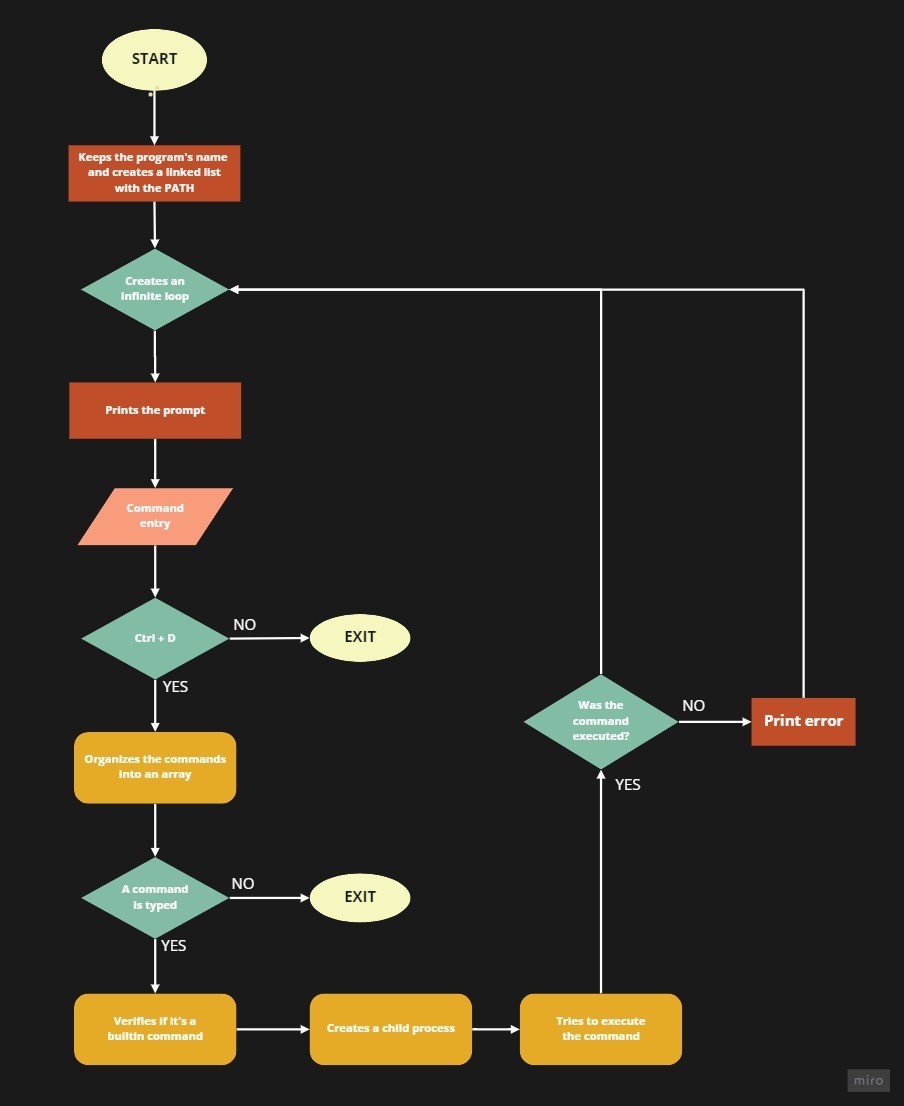 START
Keeps the program's name
and creates a linked list
with the PATH
Creates an
infinite loop
Prints the prompt
Command
entry
Ctrl + D
NO
EXIT
YES
Organizes the commands
into an array
A command
is typed
NO
EXIT
YES
Verifies if it's a
builtin command
Creates a child process
Tries to execute
the command
YES
Was the
command
executed?
NO
Print error
miro